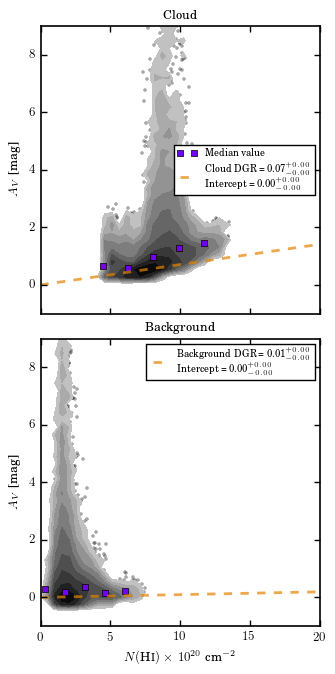 Cloud
8
6
4
2
0
A_V [mag]
Median value
Cloud DGR = 0.07^{+0.00}_{-0.00}
Intercept = 0.00^{+0.00}_{-0.00}
Background
8
6
4
2
0
A_V [mag]
Background DGR = 0.01^{+0.00}_{-0.00}
Intercept = 0.00^{+0.00}_{-0.00}
0 5 10 15 20
N(HI) × 10^{20} cm^{−2}